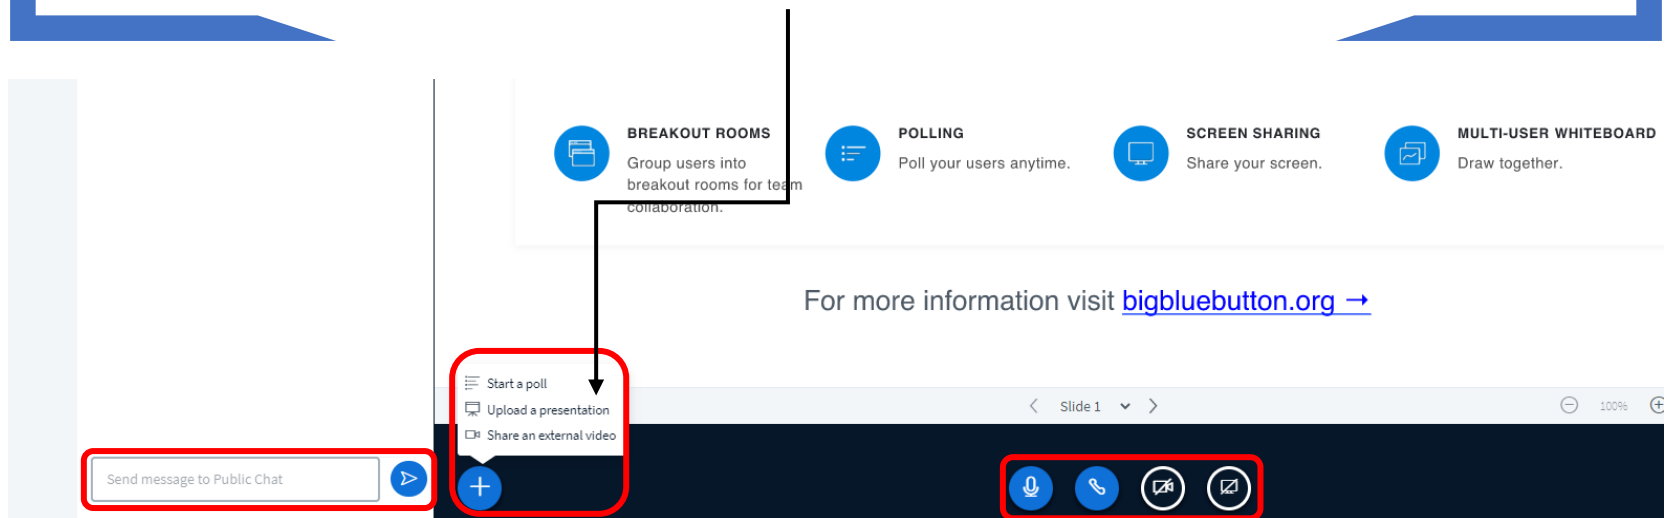 BREAKOUT ROOMS
Group users into
breakout rooms for team
collaboration.
POLLING
Poll your users anytime.
SCREEN SHARING
Share your screen.
MULTI-USER WHITEBOARD
Draw together.
For more information visit bigbluebutton.org →
Start a poll
Upload a presentation
Share an external video
Slide 1
100%
Send message to Public Chat